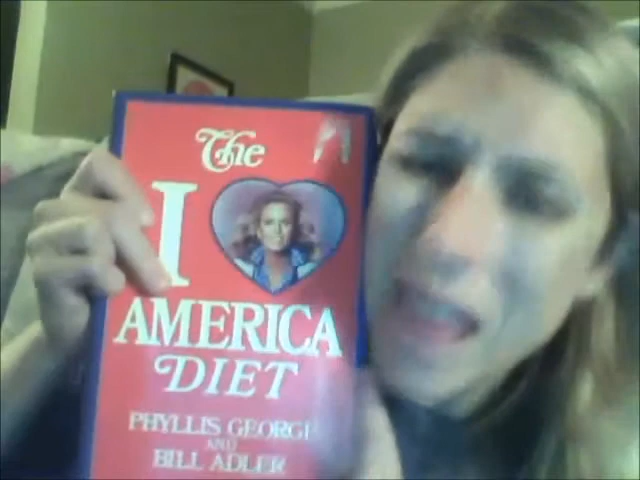 The
I
AMERICA
DIET
PHYLLIS GEORGE
AND
BILL ADLER